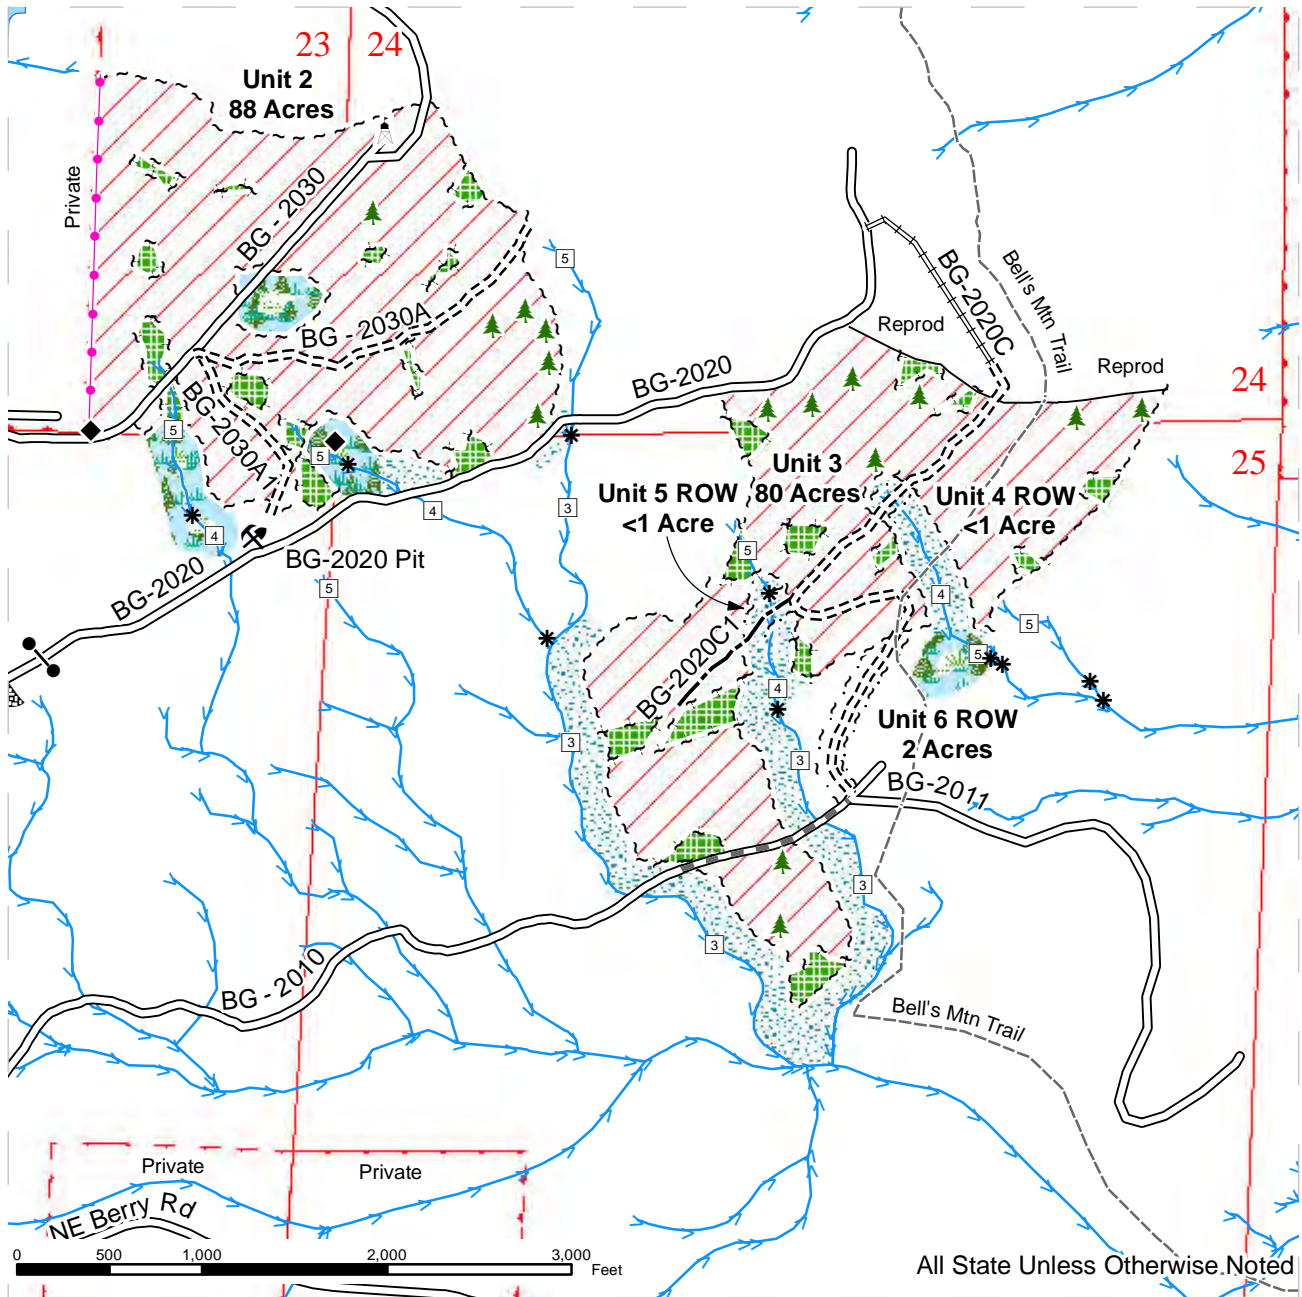 23 24
Unit 2
88 Acres
Private
BG - 2030
5
BG-2020C
Bell's Mtn Trail
BG - 2030A
Reprod
Reprod
BG-2020
24
BG-2030A1
5
5
25
Unit 3
80 Acres
Unit 5 ROW
<1 Acre
Unit 4 ROW
<1 Acre
4
3
4
5
BG-2020 Pit
BG-2020
5
4
5
5
BG-2020C1
4
Unit 6 ROW
2 Acres
3
3
BG-2011
3
3
BG - 2010
Bell's Mtn Trail
Private
Private
NE Berry Rd
0 500 1,000 2,000 3,000
Feet
All State Unless Otherwise Noted